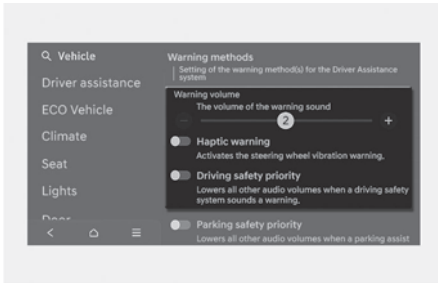 Vehicle
Driver assistance
ECO Vehicle
Climate
Seat
Lights
Door
Warning methods
Setting of the warning method(s) for the Driver Assistance
system
Warning volume
The volume of the warning sound
2
Haptic warning
Activates the steering wheel vibration warning.
Driving safety priority
Lowers all other audio volumes when a driving safety
system sounds a warning.
Parking safety priority
Lowers all other audio volumes when a parking assist